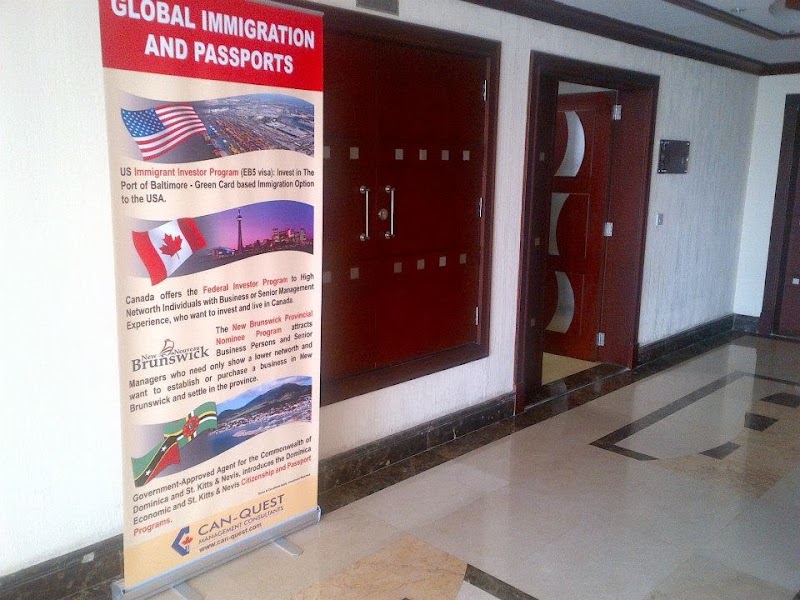 GLOBAL IMMIGRATION
AND PASSPORTS
US Immigrant Investor Program (EB5 visa): Invest in The
Port of Baltimore - Green Card based Immigration Option
to the USA.
Canada offers the Federal Investor Program to High
Networth Individuals with Business or Senior Management
Experience, who want to invest and live in Canada.
New Nouveau
Brunswick
The New Brunswick Provincial
Nominee Program attracts
Business Persons and Senior
Managers who need only show a lower networth and
want to establish or purchase a business in New
Brunswick and settle in the province.
Government-Approved Agent for the Commonwealth of
Dominica and St. Kitts & Nevis, introduces the Dominica
Economic and St. Kitts & Nevis Citizenship and Passport
Programs.
CAN-QUEST
MANAGEMENT CONSULTANTS
www.can-quest.com